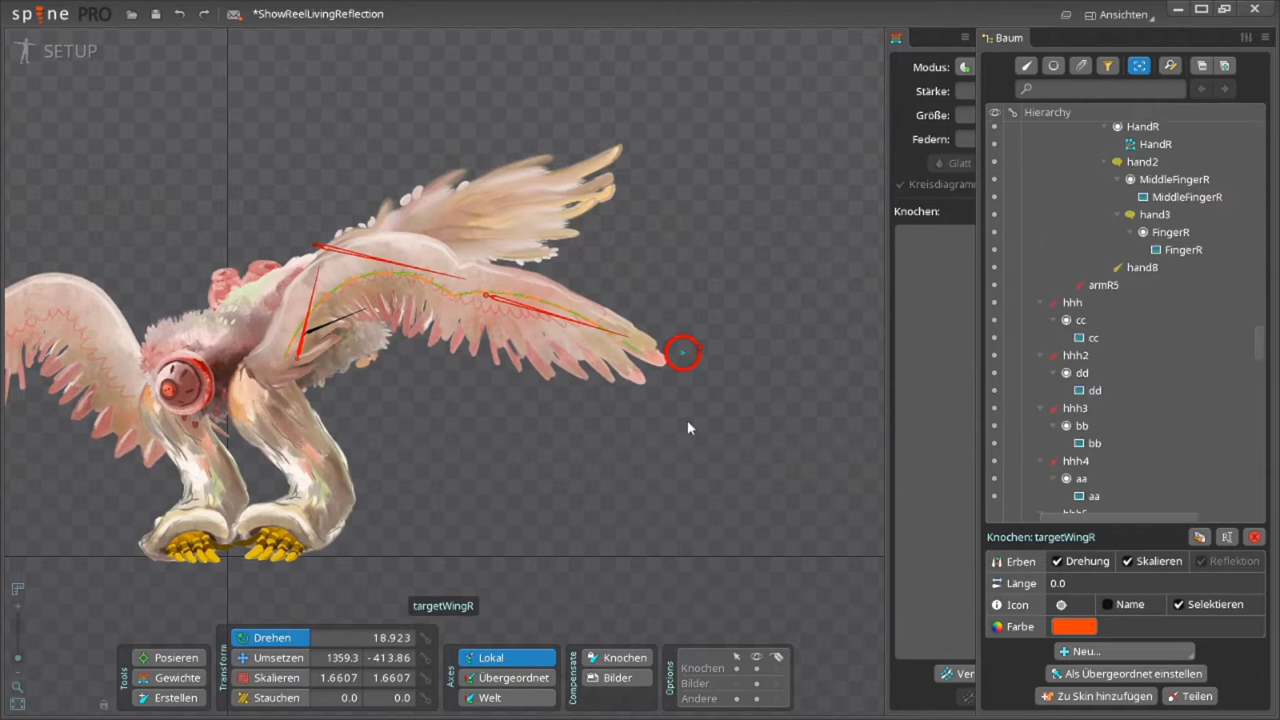 spine PRO
*ShowReelLivingReflection
Ansichten
SETUP
Modus:
Stärke:
Größe:
Federn:
Glatt
Kreisdiagramm
Knochen:
Baum
Hierarchy
HandR
HandR
hand2
MiddleFingerR
MiddleFingerR
hand3
FingerR
FingerR
hand8
armR5
hhh
cc
cc
hhh2
dd
dd
hhh3
bb
bb
hhh4
aa
aa
Knochen: targetWingR
Erben Drehung Skalieren Reflektion
Länge 0.0
Icon Name Selektieren
Farbe
Neu...
Als Übergeordnet einstellen
Zu Skin hinzufügen Teilen
Ver
targetWingR
Tools
Posieren
Gewichte
Erstellen
Transform
Drehen 18.923
Umsetzen 1359.3 -413.86
Skalieren 1.6607 1.6607
Stauchen 0.0 0.0
Axes
Lokal
Übergeordnet
Welt
Compensate
Knochen
Bilder
Options
Knochen
Bilder
Andere